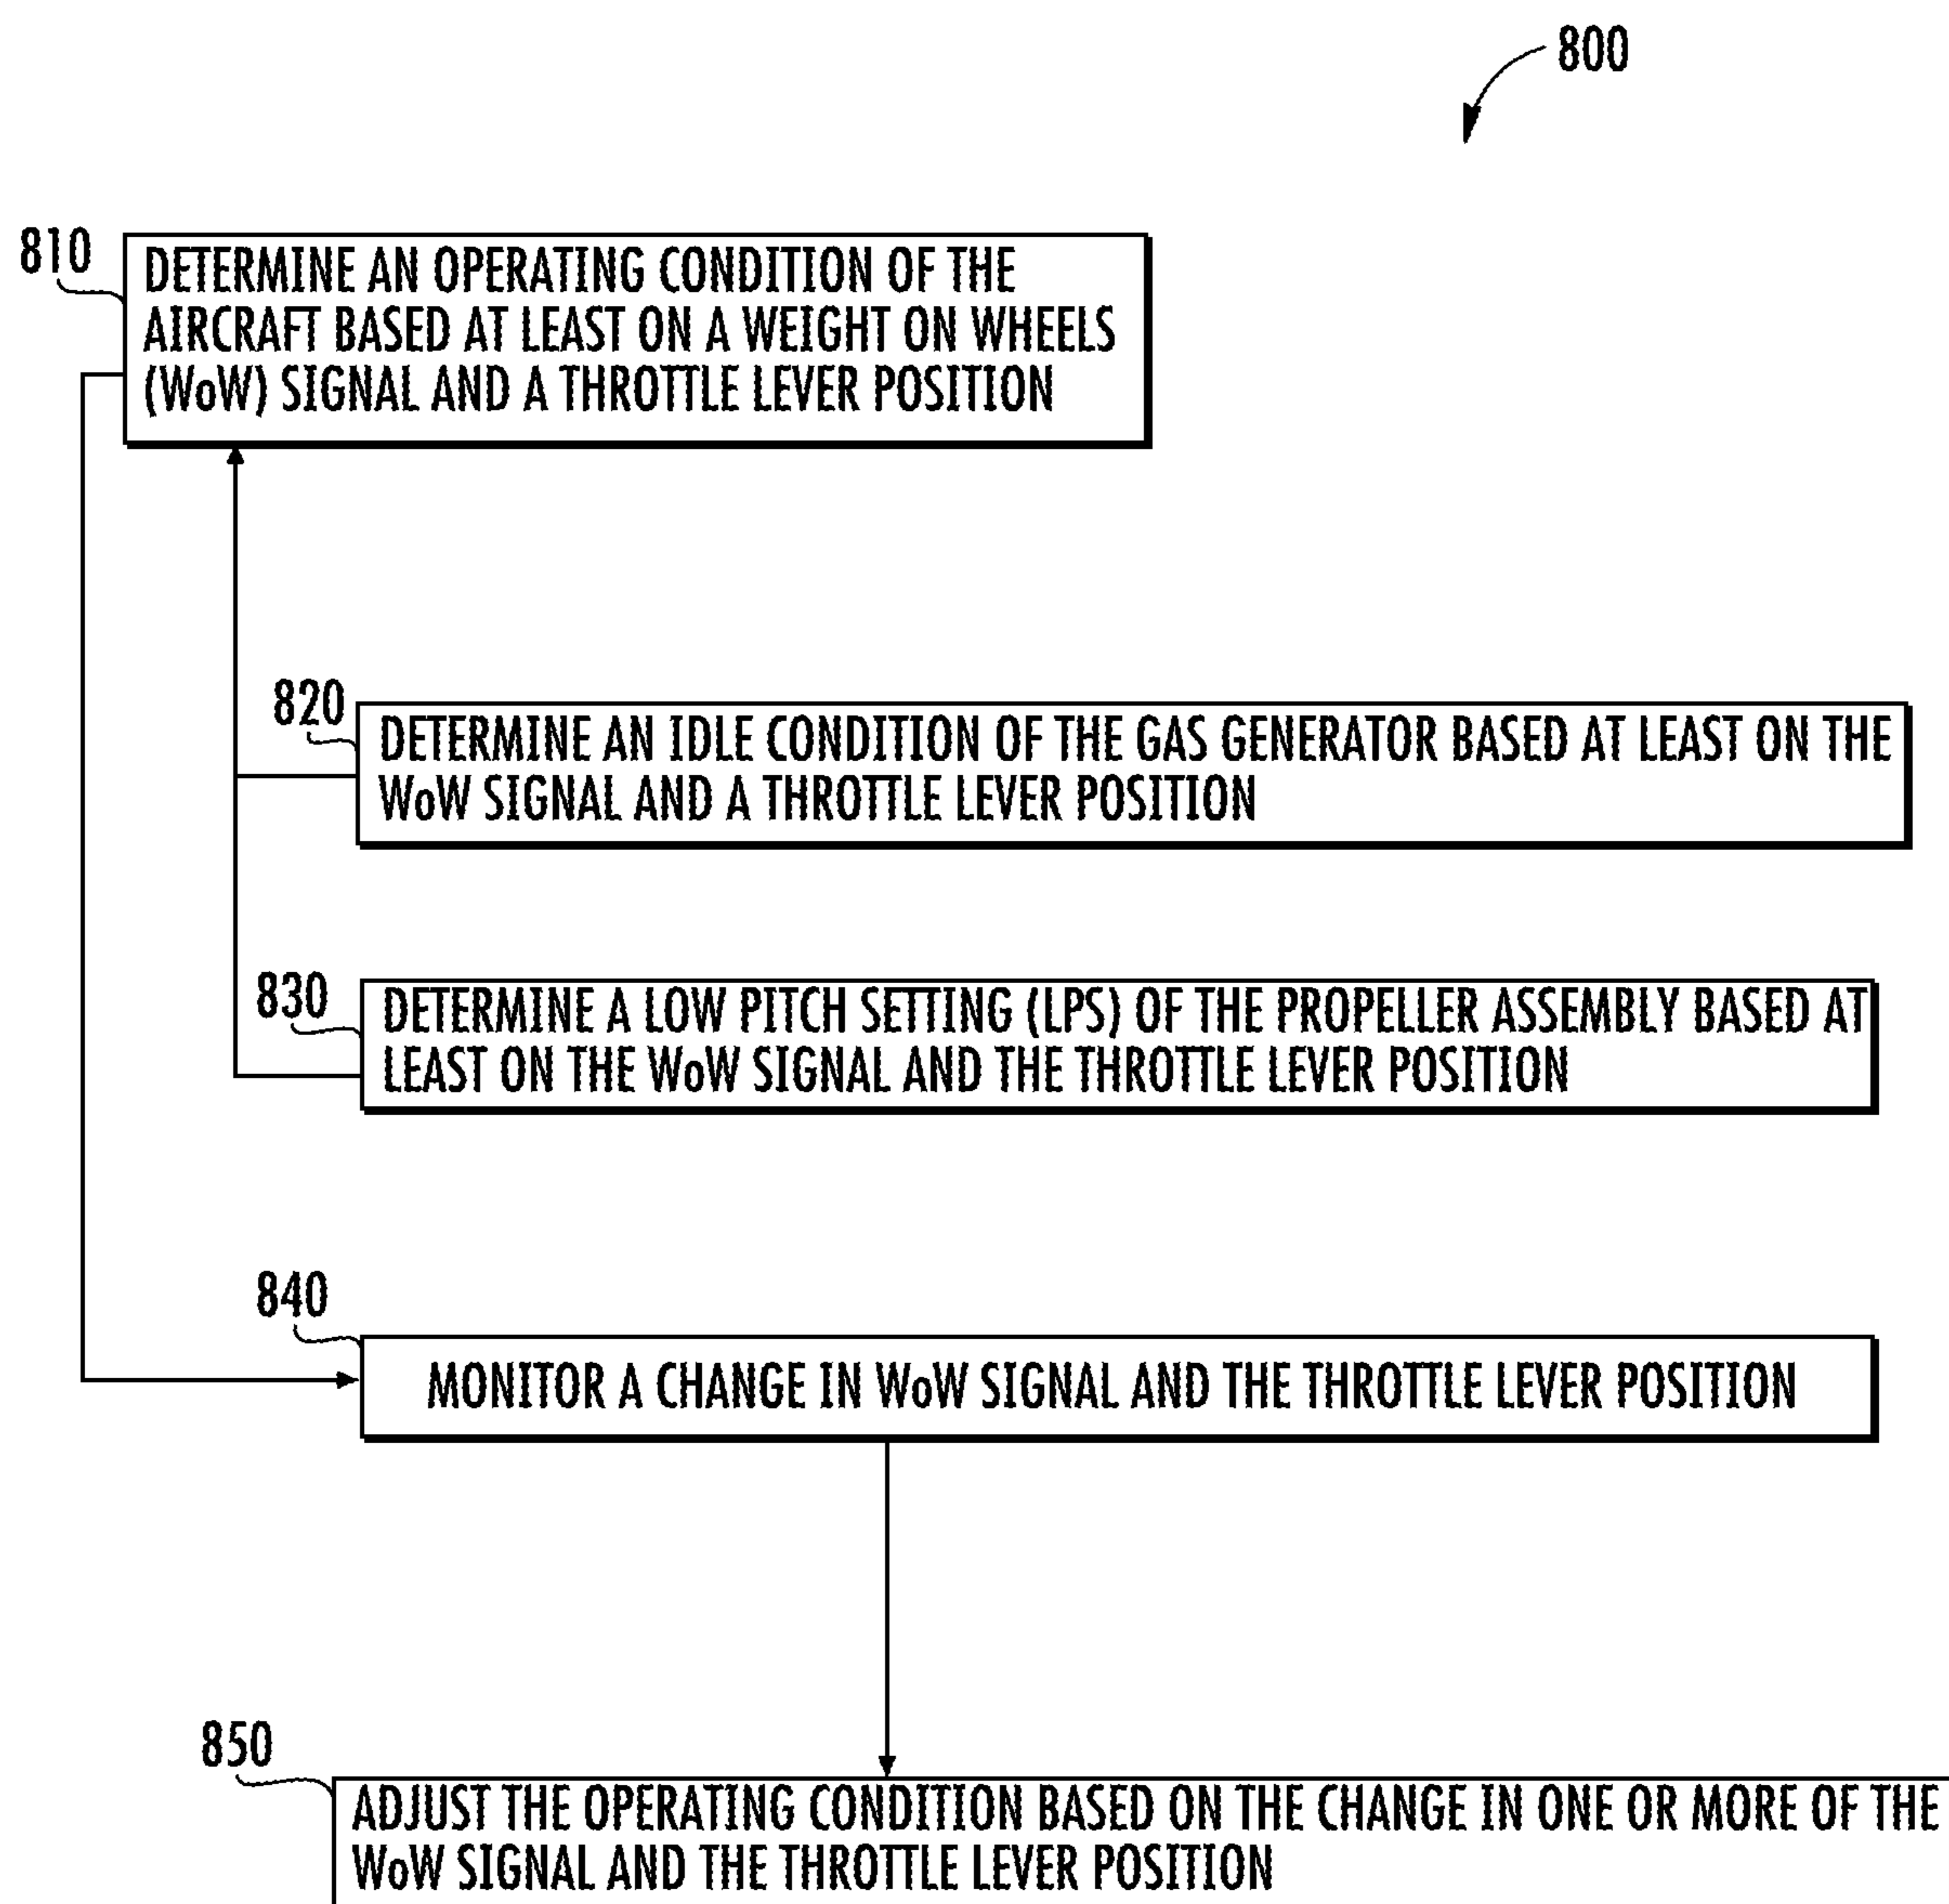 800
810
DETERMINE AN OPERATING CONDITION OF THE
AIRCRAFT BASED AT LEAST ON A WEIGHT ON WHEELS
(WoW) SIGNAL AND A THROTTLE LEVER POSITION
820
DETERMINE AN IDLE CONDITION OF THE GAS GENERATOR BASED AT LEAST ON THE
WoW SIGNAL AND A THROTTLE LEVER POSITION
830
DETERMINE A LOW PITCH SETTING (LPS) OF THE PROPELLER ASSEMBLY BASED AT
LEAST ON THE WoW SIGNAL AND THE THROTTLE LEVER POSITION
840
MONITOR A CHANGE IN WoW SIGNAL AND THE THROTTLE LEVER POSITION
850
ADJUST THE OPERATING CONDITION BASED ON THE CHANGE IN ONE OR MORE OF THE
WoW SIGNAL AND THE THROTTLE LEVER POSITION